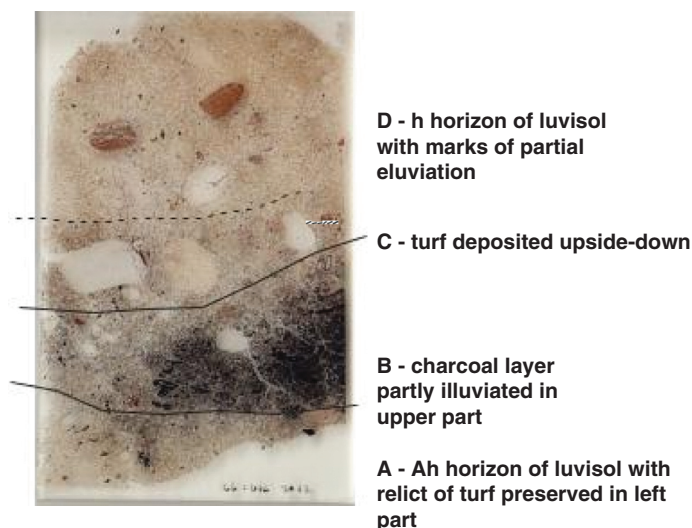 D - h horizon of luvisol
with marks of partial
eluviation
C - turf deposited upside-down
B - charcoal layer
partly illuviated in
upper part
A - Ah horizon of luvisol with
relict of turf preserved in left
part